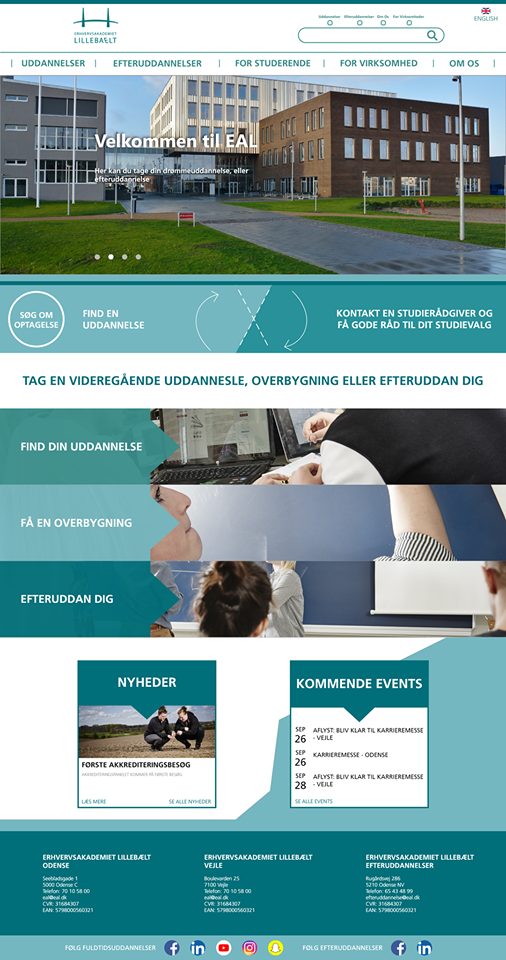 ERHVERVSAKADEMIET
LILLEBÆLT
Uddannelser Efteruddannelser Om Os For Virksomheder
ENGLISH
UDDANNELSER
EFTERUDDANNELSER
FOR STUDERENDE
FOR VIRKSOMHED
OM OS
Velkommen til EAL
Her kan du tage din drømmeuddannelse, eller
efteruddannelse
SØG OM
OPTAGELSE
FIND EN
UDDANNELSE
KONTAKT EN STUDIERÅDGIVER OG
FÅ GODE RÅD TIL DIT STUDIEVALG
TAG EN VIDEREGÅENDE UDDANNESLE, OVERBYGNING ELLER EFTERUDDAN DIG
FIND DIN UDDANNELSE
FÅ EN OVERBYGNING
EFTERUDDAN DIG
NYHEDER
FØRSTE AKKREDITERINGSBESØG
AKKREDITERINGSPANELET KOMMER PÅ FØRSTE BESØG
LÆS MERE
SE ALLE NYHEDER
KOMMENDE EVENTS
SEP
26
AFLYST: BLIV KLAR TIL KARRIEREMESSE
- VEJLE
SEP
26
KARRIEREMESSE - ODENSE
SEP
28
AFLYST: BLIV KLAR TIL KARRIEREMESSE
- VEJLE
SE ALLE EVENTS
ERHVERVSAKADEMIET LILLEBÆLT
ODENSE
Seebladsgade 1
5000 Odense C
Telefon: 70 10 58 00
eal@eal.dk
CVR: 31684307
EAN: 5798000560321
ERHVERVSAKADEMIET LILLEBÆLT
VEJLE
Boulevarden 25
7100 Vejle
Telefon: 70 10 58 00
eal@eal.dk
CVR: 31684307
EAN: 5798000560321
ERHVERVSAKADEMIET LILLEBÆLT
EFTERUDDANNELSER
Rugårdsvej 286
5210 Odense NV
Telefon: 65 43 48 99
efteruddannelse@eal.dk
CVR: 31684307
EAN: 5798000560321
FØLG FULDTIDSUDDANNELSER
FØLG EFTERUDDANNELSER